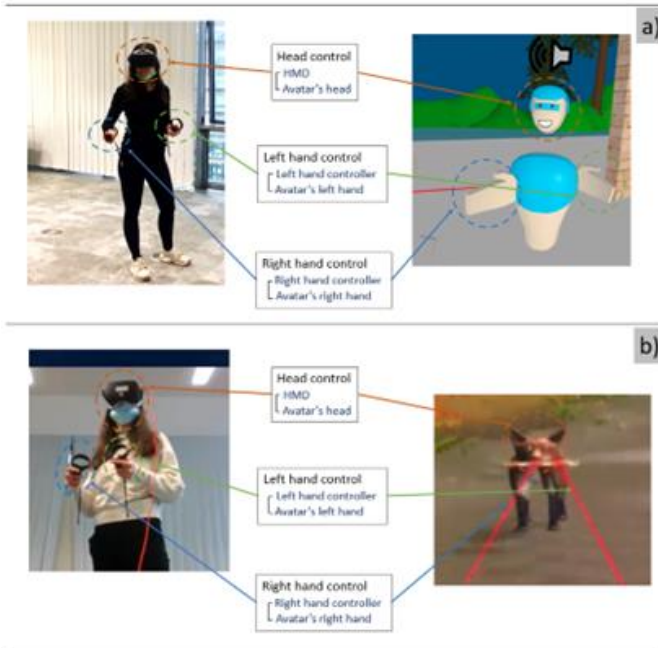 a)
Head control
HMD
Avatar's head
Left hand control
Left hand controller
Avatar's left hand
Right hand control
Right hand controller
Avatar's right hand
b)
Head control
HMD
Avatar's head
Left hand control
Left hand controller
Avatar's left hand
Right hand control
Right hand controller
Avatar's right hand